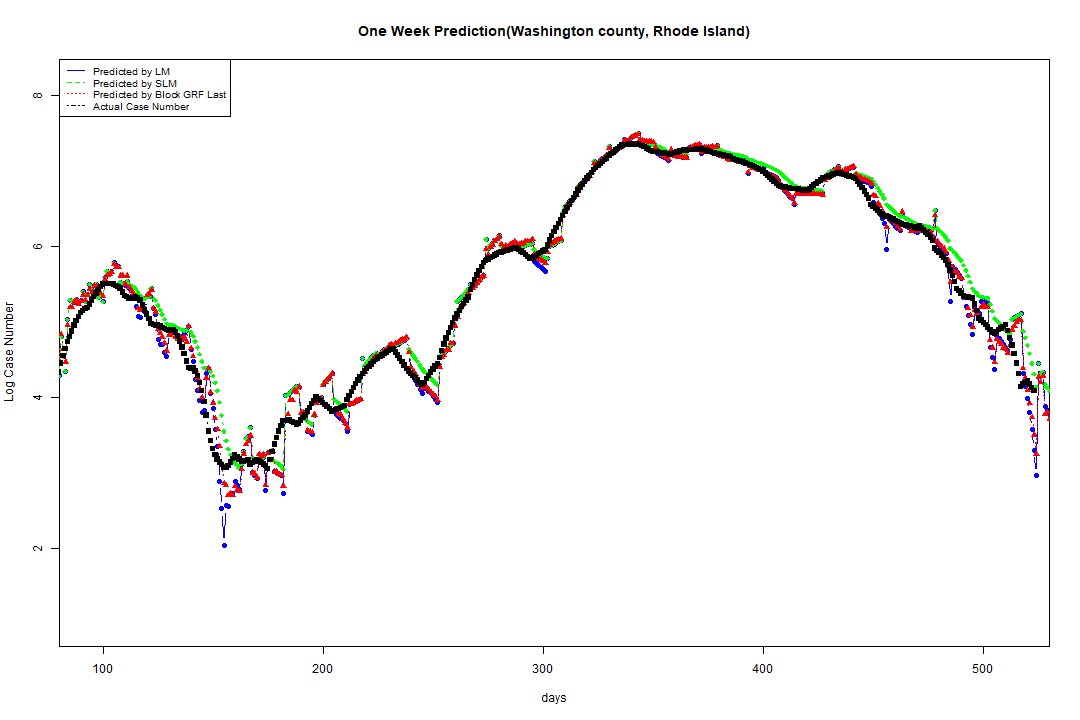 One Week Prediction(Washington county, Rhode Island)
Predicted by LM
Predicted by SLM
Predicted by Block GRF Last
Actual Case Number
8
6
4
2
Log Case Number
100 200 300 400 500
days